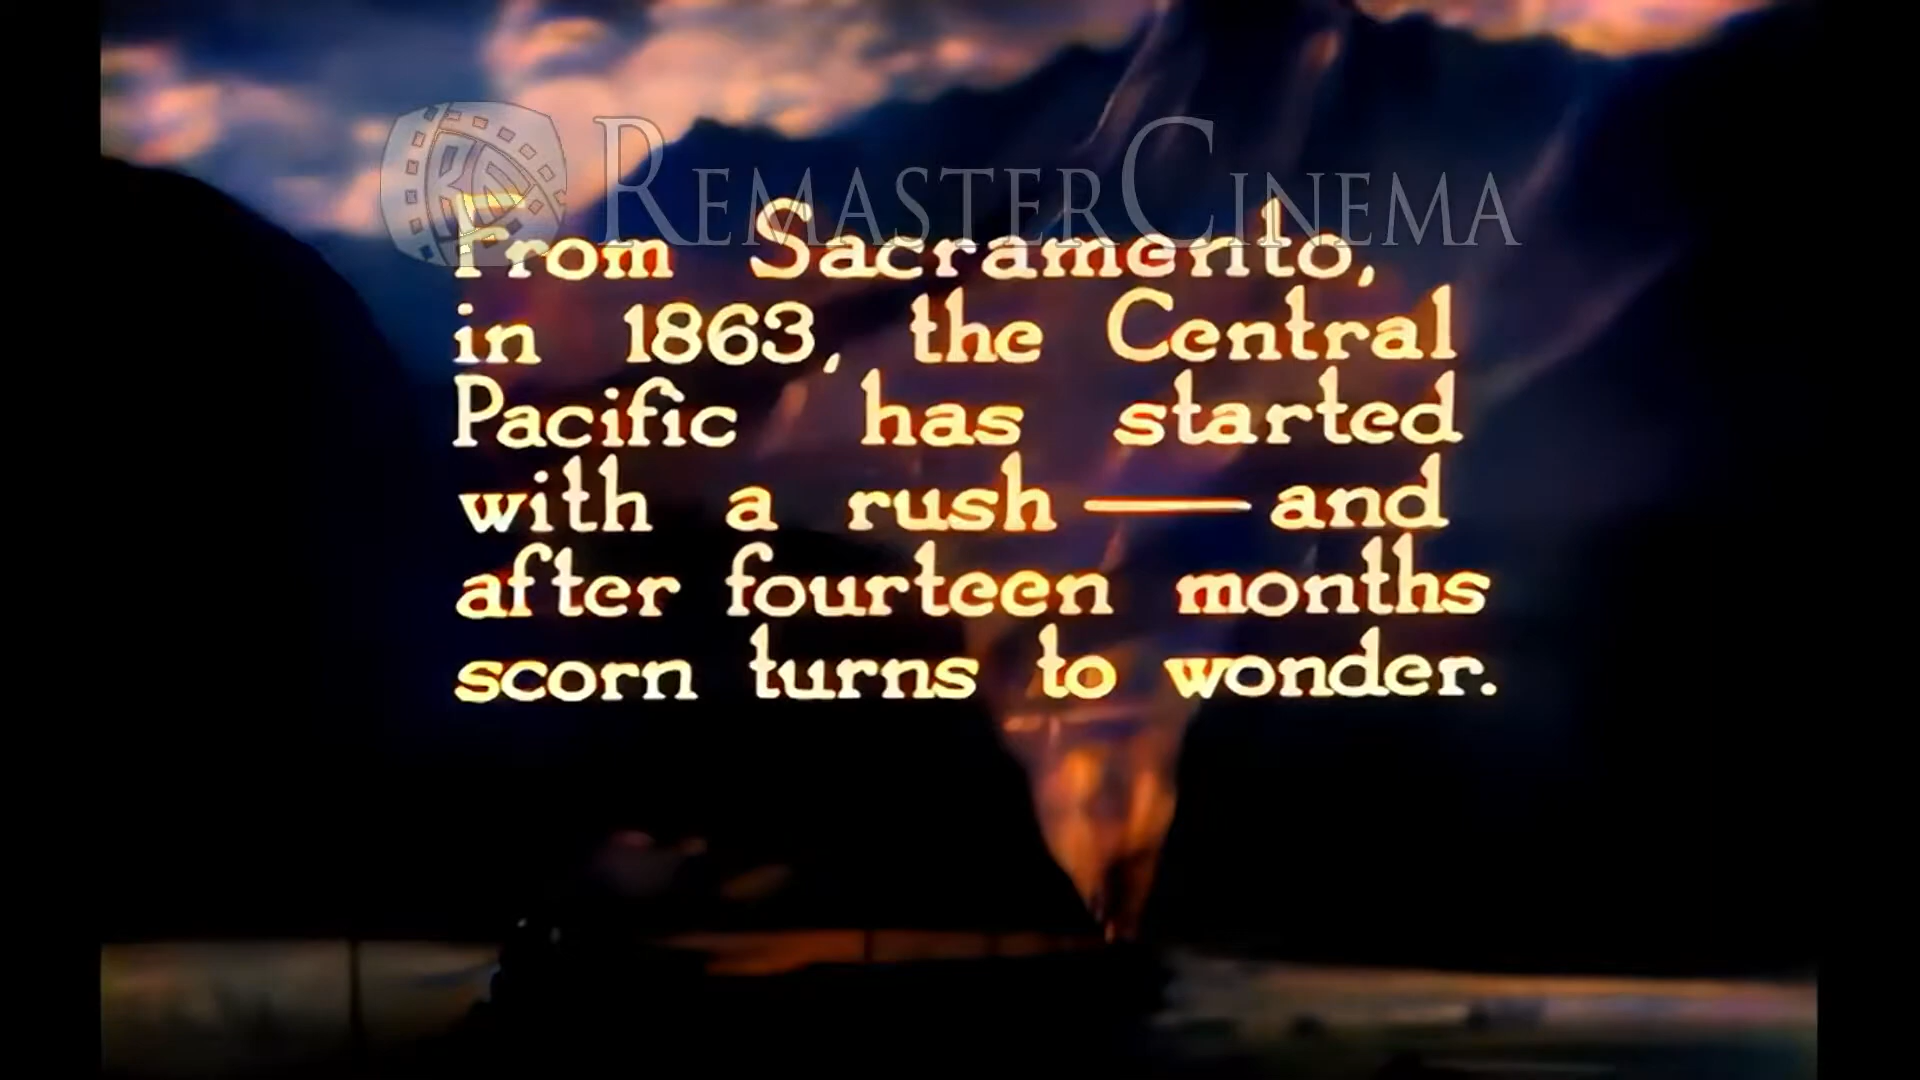 RemasterCinema
From Sacramento,
in 1863, the Central
Pacific has started
with a rush — and
after fourteen months
scorn turns to wonder.